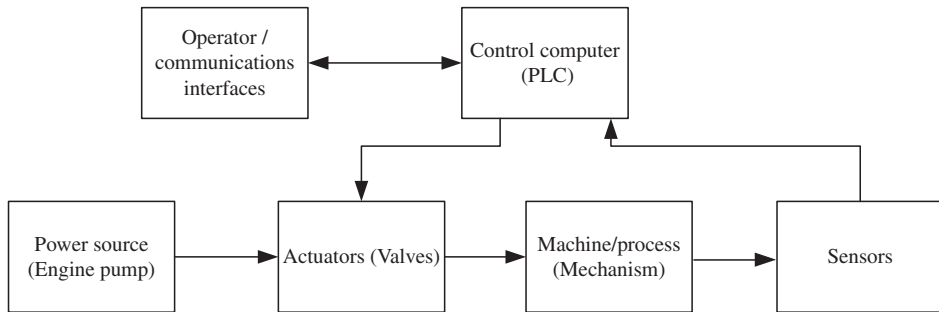 Operator /
communications
interfaces
Control computer
(PLC)
Power source
(Engine pump)
Actuators (Valves)
Machine/process
(Mechanism)
Sensors